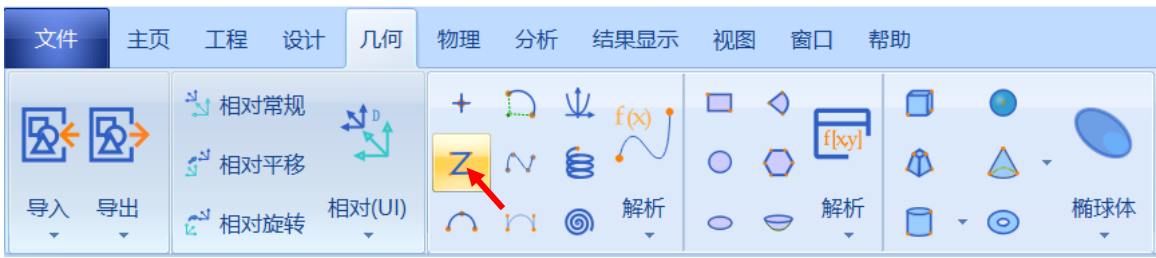 文件 主页 工程 设计 几何 物理 分析 结果显示 视图 窗口 帮助
相对常规
D
f(x)
f[xy]
相对平移
导入 导出 相对(UI) 解析 解析 椭球体
相对旋转